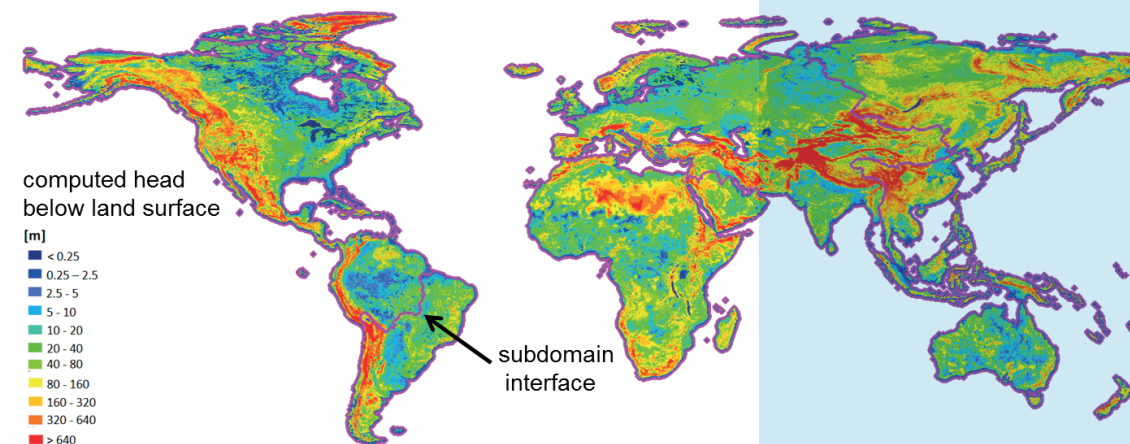 computed head
below land surface
[m]
< 0.25
0.25 – 2.5
2.5 - 5
5 - 10
10 - 20
20 - 40
40 - 80
80 - 160
160 - 320
320 - 640
> 640
subdomain
interface